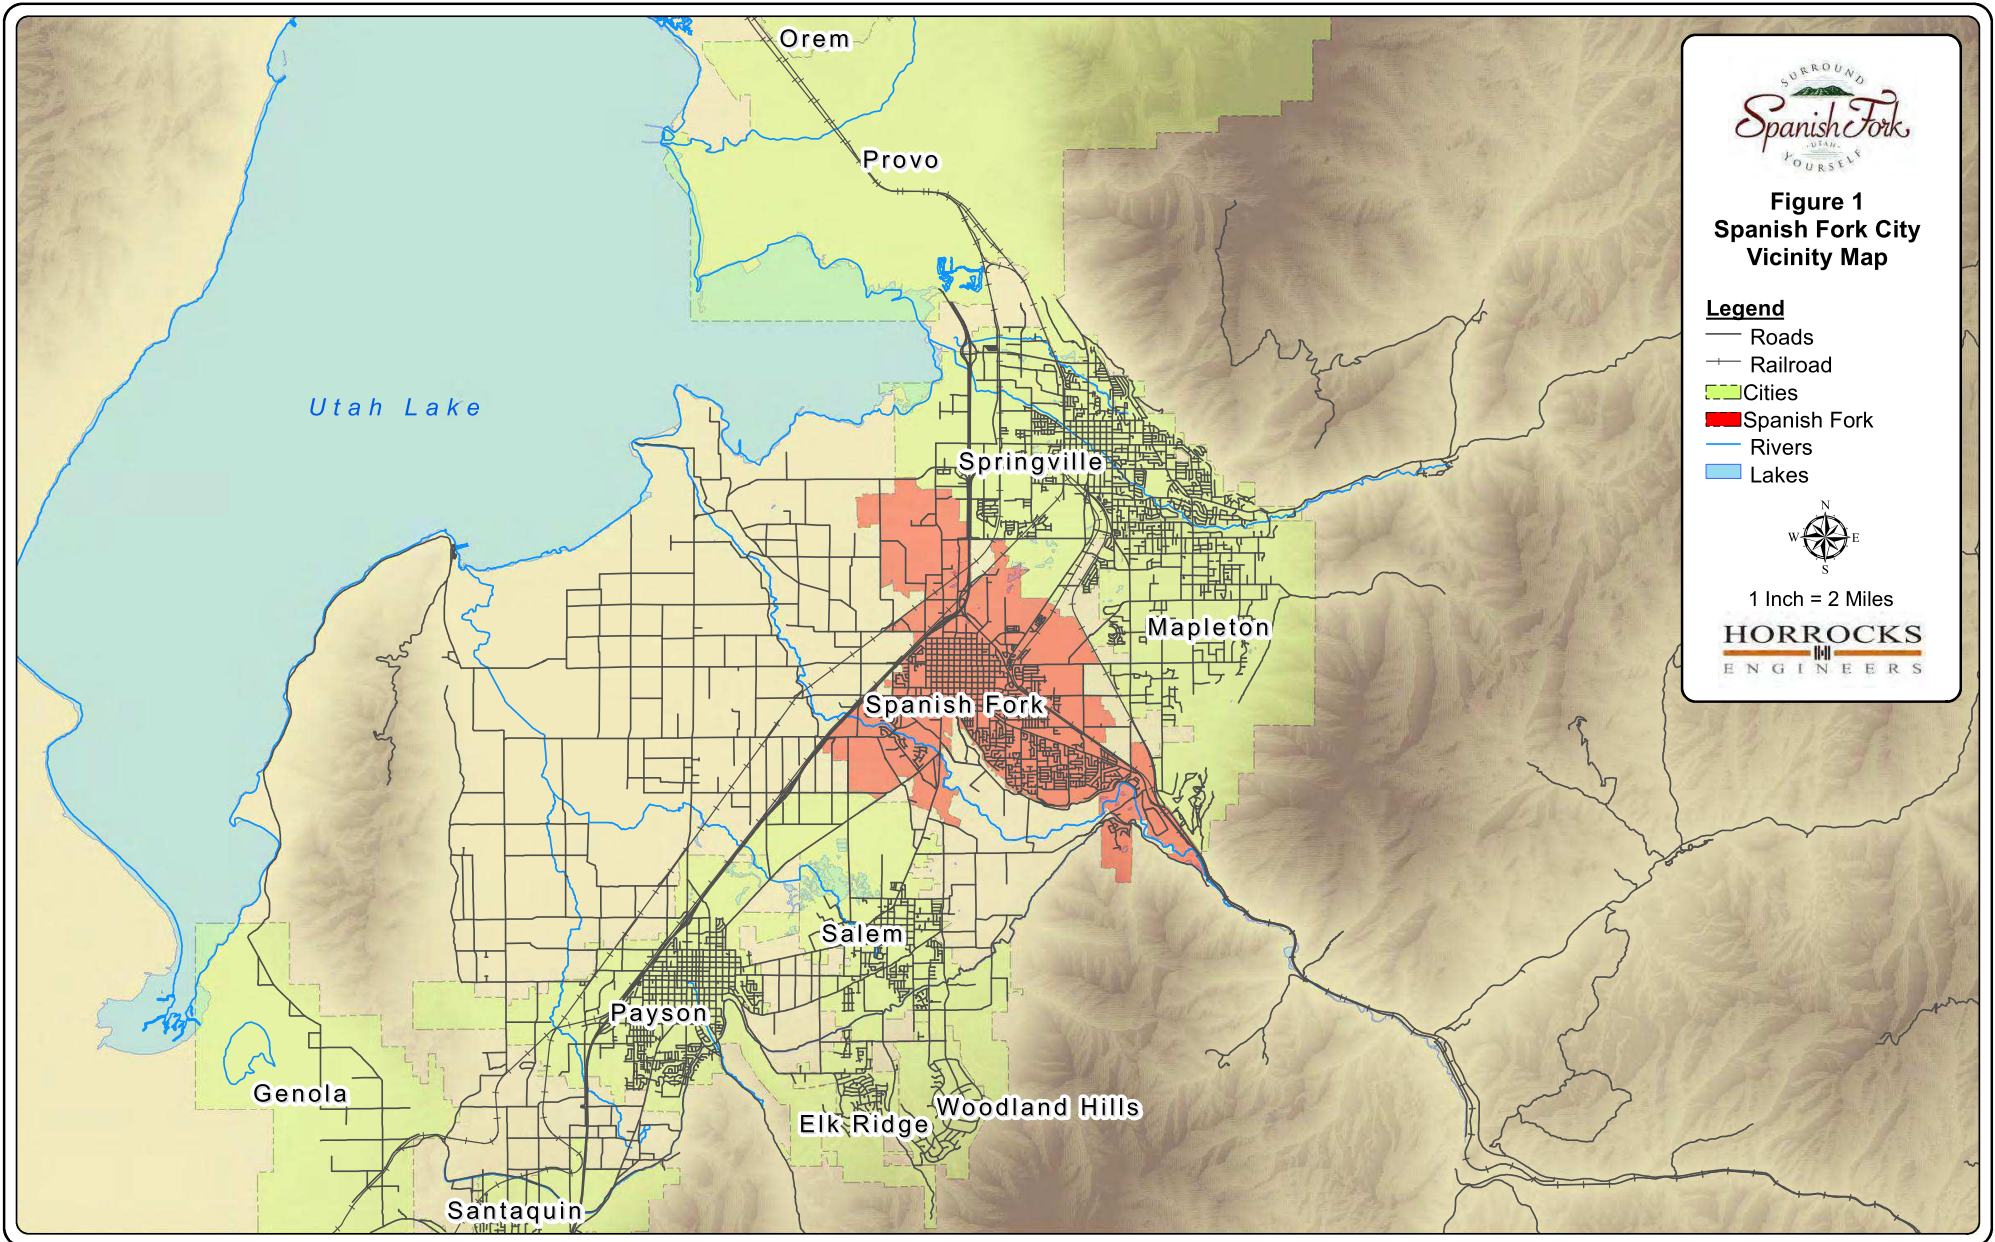 Orem
Provo
Utah Lake
Springville
Mapleton
Spanish Fork
Salem
Payson
Genola
Elk Ridge
Woodland Hills
Santaquin
SURROUND
Spanish Fork
·UTAH·
YOURSELF
Figure 1
Spanish Fork City
Vicinity Map
Legend
Roads
Railroad
Cities
Spanish Fork
Rivers
Lakes
N
W E
S
1 Inch = 2 Miles
HORROCKS
ENGINEERS